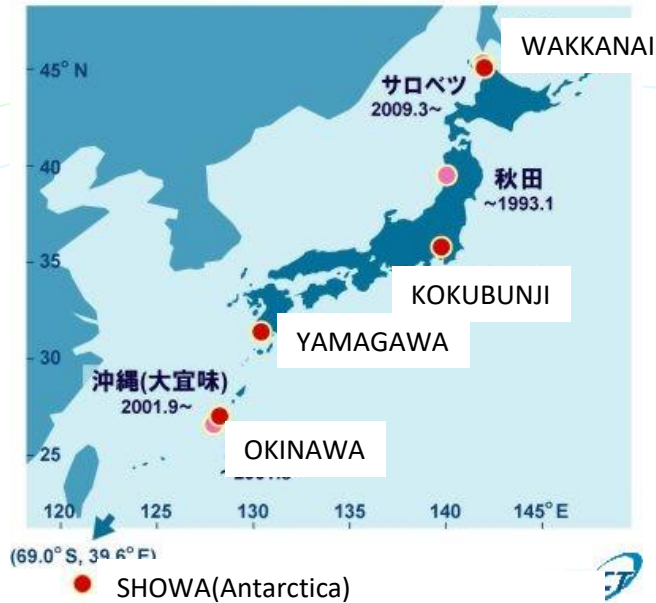 WAKKANAI
45° N
サロベツ
2009.3~
40
秋田
~1993.1
35
KOKUBUNJI
YAMAGAWA
30
沖縄(大宜味)
2001.9~
OKINAWA
25
120 125 130 135 140 145° E
(69.0° S, 39.6° E)
SHOWA(Antarctica)